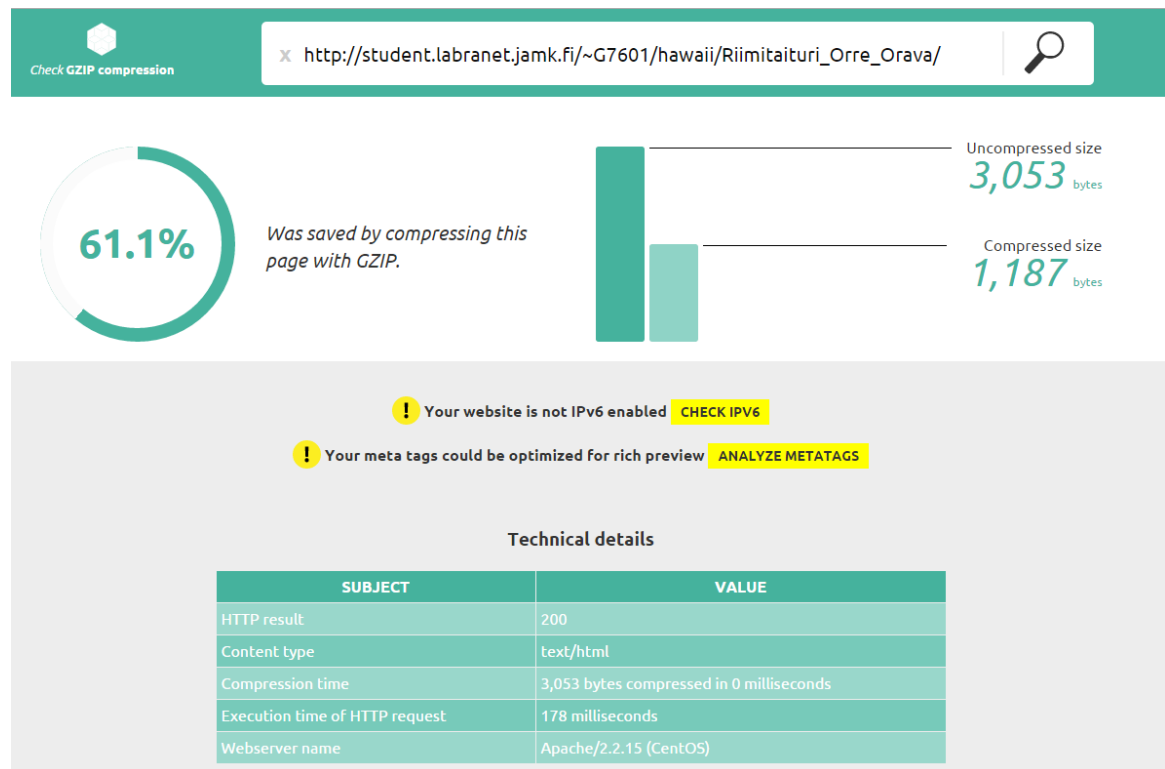 Check GZIP compression
x http://student.labranet.jamk.fi/~G7601/hawaii/Riimitaituri_Orre_Orava/
61.1%
Was saved by compressing this
page with GZIP.
Uncompressed size
3,053 bytes
Compressed size
1,187 bytes
! Your website is not IPv6 enabled CHECK IPV6
! Your meta tags could be optimized for rich preview ANALYZE METATAGS
Technical details
SUBJECT VALUE
HTTP result 200
Content type text/html
Compression time 3,053 bytes compressed in 0 milliseconds
Execution time of HTTP request 178 milliseconds
Webserver name Apache/2.2.15 (CentOS)